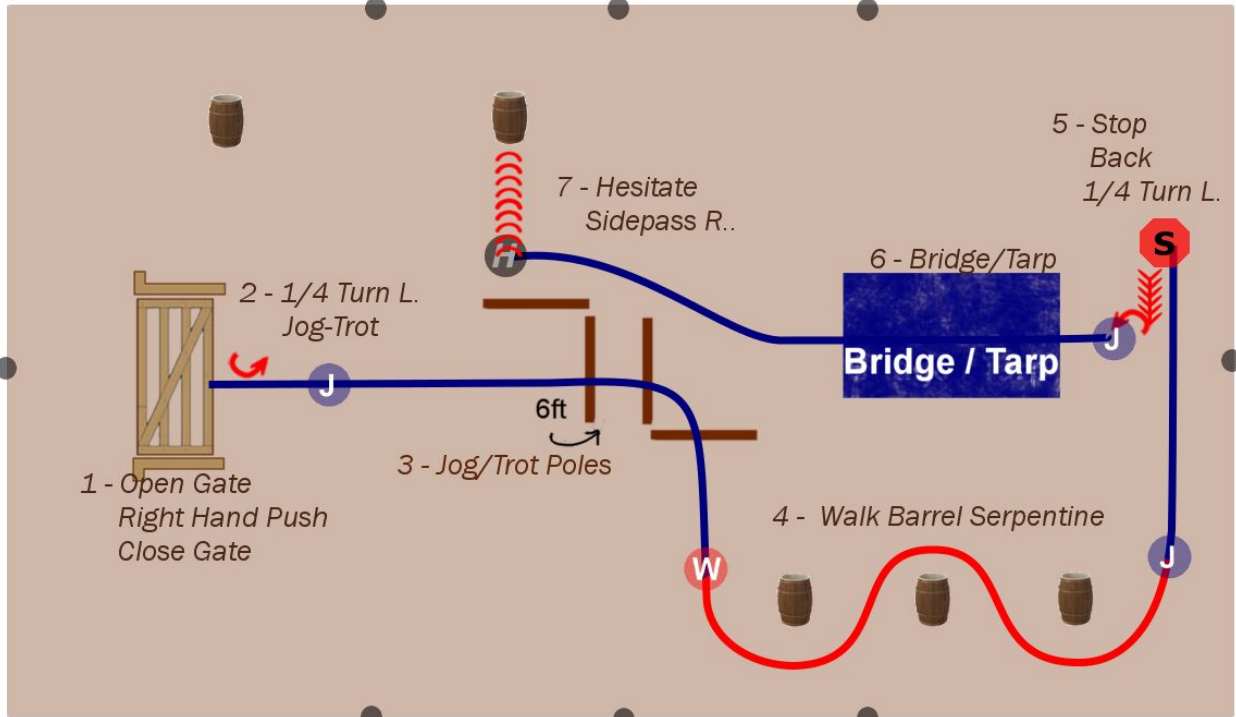 5 - Stop
Back
1/4 Turn L.
7 - Hesitate
Sidepass R..
S
H
6 - Bridge/Tarp
2 - 1/4 Turn L.
Jog-Trot
J
Bridge / Tarp
J
6ft
3 - Jog/Trot Poles
1 - Open Gate
Right Hand Push
Close Gate
4 - Walk Barrel Serpentine
W
J